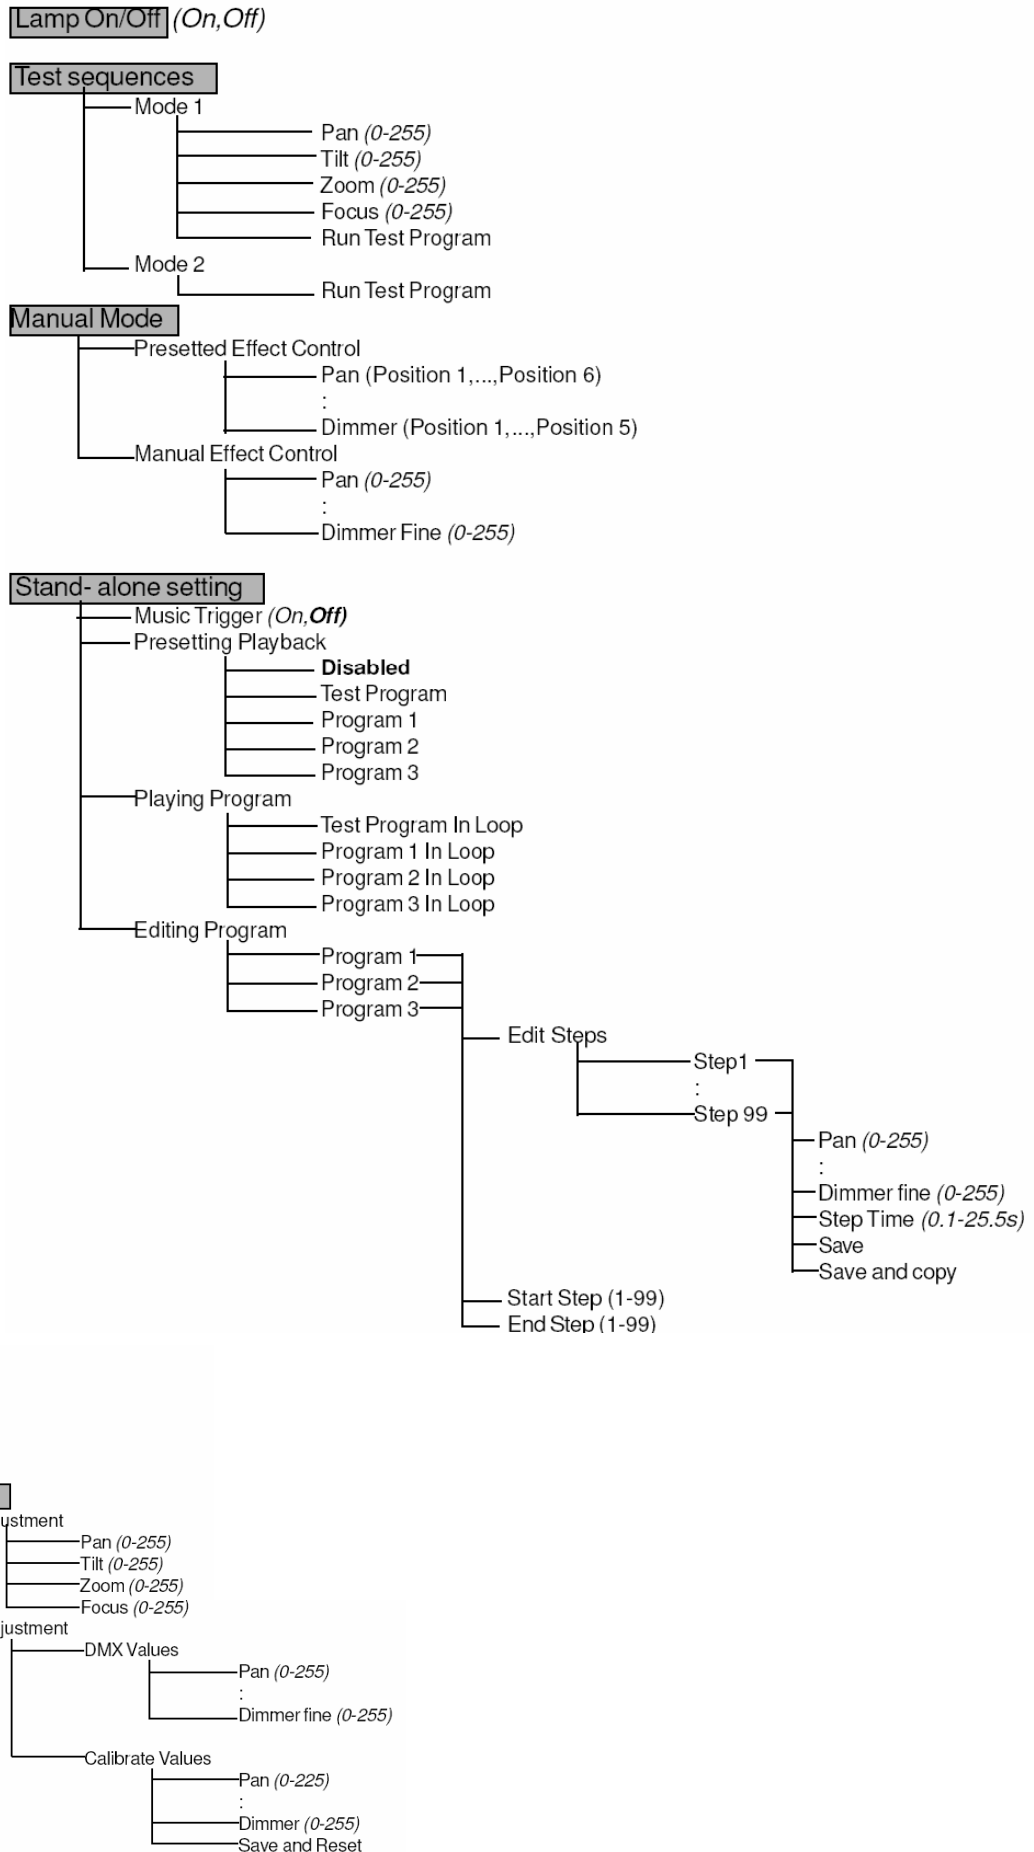 Lamp On/Off (On,Off)
Test sequences
Mode 1
Pan (0-255)
Tilt (0-255)
Zoom (0-255)
Focus (0-255)
Run Test Program
Mode 2
Run Test Program
Manual Mode
Presetted Effect Control
Pan (Position 1,...,Position 6)
:
Dimmer (Position 1,...,Position 5)
Manual Effect Control
Pan (0-255)
:
Dimmer Fine (0-255)
Stand- alone setting
Music Trigger (On,Off)
Presetting Playback
Disabled
Test Program
Program 1
Program 2
Program 3
Playing Program
Test Program In Loop
Program 1 In Loop
Program 2 In Loop
Program 3 In Loop
Editing Program
Program 1
Program 2
Program 3
Edit Steps
Step1
:
Step 99
Pan (0-255)
:
Dimmer fine (0-255)
Step Time (0.1-25.5s)
Save
Save and copy
Start Step (1-99)
End Step (1-99)
ustment
Pan (0-255)
Tilt (0-255)
Zoom (0-255)
Focus (0-255)
justment
DMX Values
Pan (0-255)
:
Dimmer fine (0-255)
Calibrate Values
Pan (0-225)
:
Dimmer (0-255)
Save and Reset